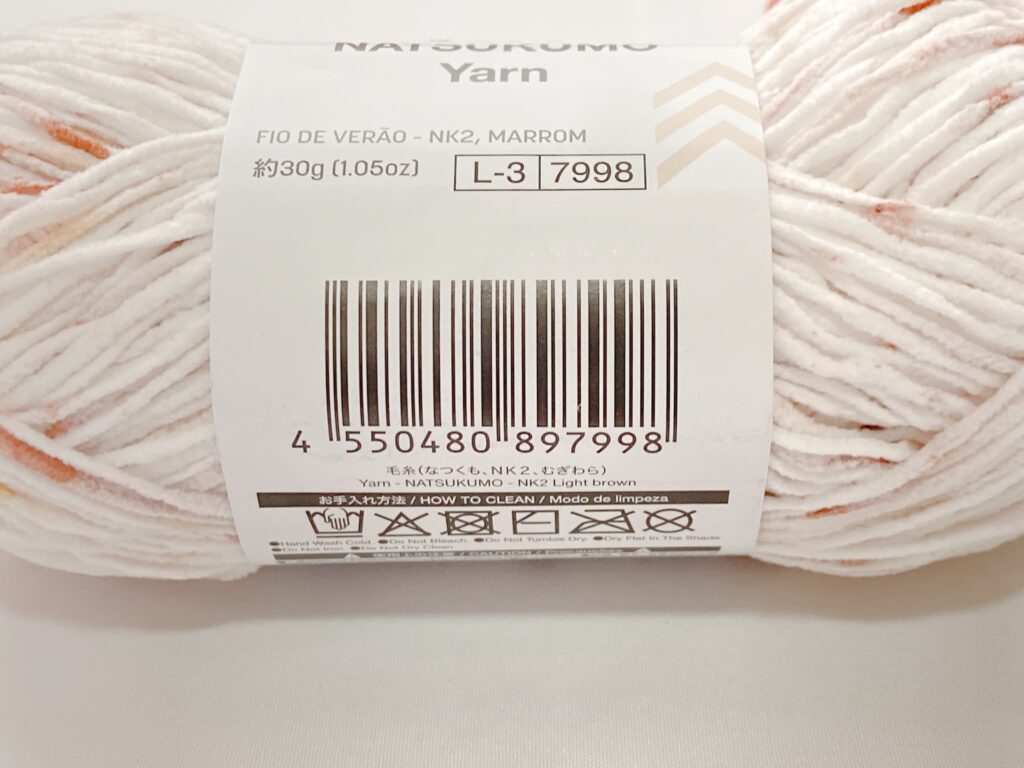 NATSUKUMO
Yarn
FIO DE VERÃO - NK2, MARROM
約30g (1.05oz)
L-3 7998
4 550480 897998
毛糸(なつくも、NK2、むぎわら)
Yarn - NATSUKUMO - NK2 Light brown
お手入れ方法 / HOW TO CLEAN / Modo de limpeza
●Hand Wash Cold. ●Do Not Bleach. ●Do Not Tumble Dry. ●Dry Flat In The Shade.
●Do Not Iron. ●Do Not Dry Clean.